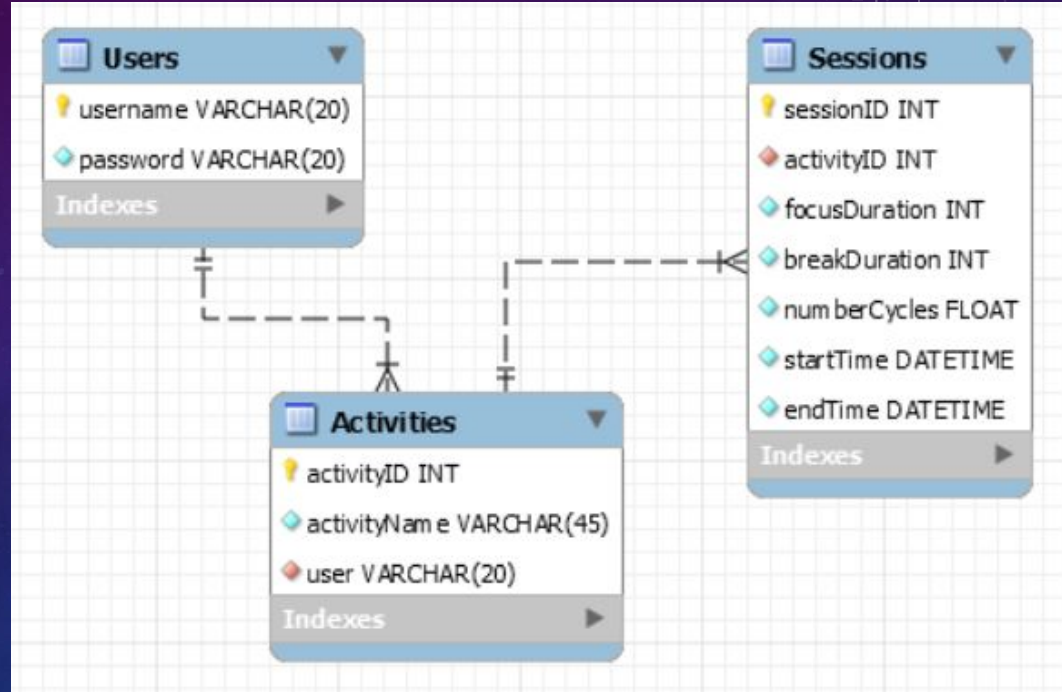 Users
username VARCHAR(20)
password VARCHAR(20)
Indexes
Sessions
sessionID INT
activityID INT
focusDuration INT
breakDuration INT
numberCycles FLOAT
startTime DATETIME
endTime DATETIME
Indexes
Activities
activityID INT
activityName VARCHAR(45)
user VARCHAR(20)
Indexes